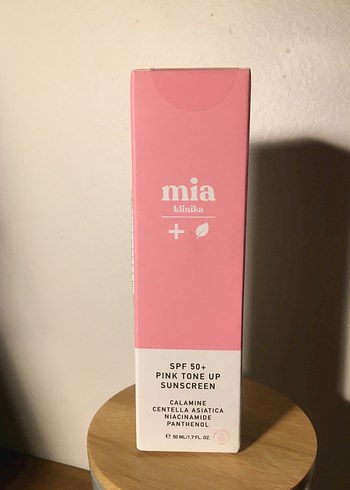 mia
klinika
SPF 50+
PINK TONE UP
SUNSCREEN
CALAMINE
CENTELLA ASIATICA
NIACINAMIDE
PANTHENOL
℮ 50 ML/1.7 FL. OZ.